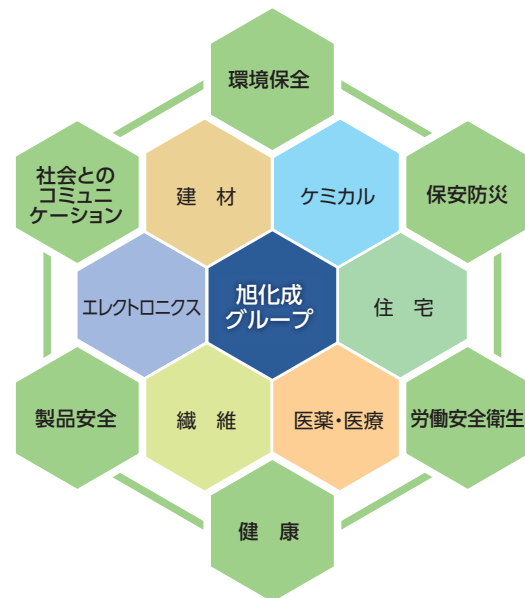 環境保全
社会との
コミュニ
ケーション
建　材
ケミカル
保安防災
エレクトロニクス
旭化成
グループ
住　宅
製品安全
繊　維
医薬・医療
労働安全衛生
健　康